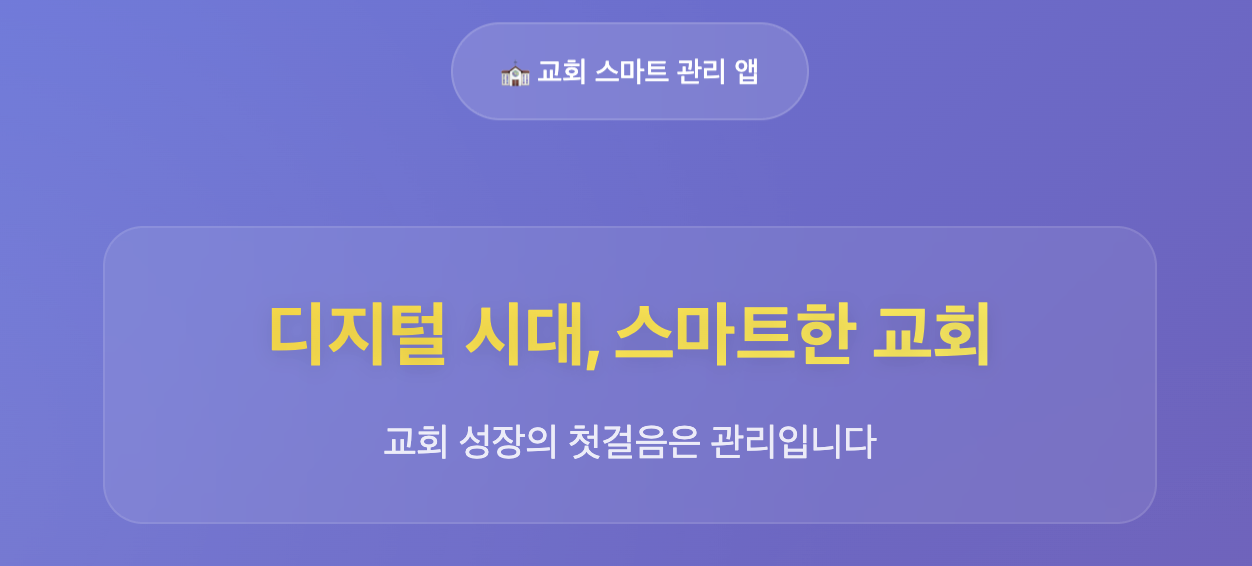 교회 스마트 관리 앱
디지털 시대, 스마트한 교회
교회 성장의 첫걸음은 관리입니다